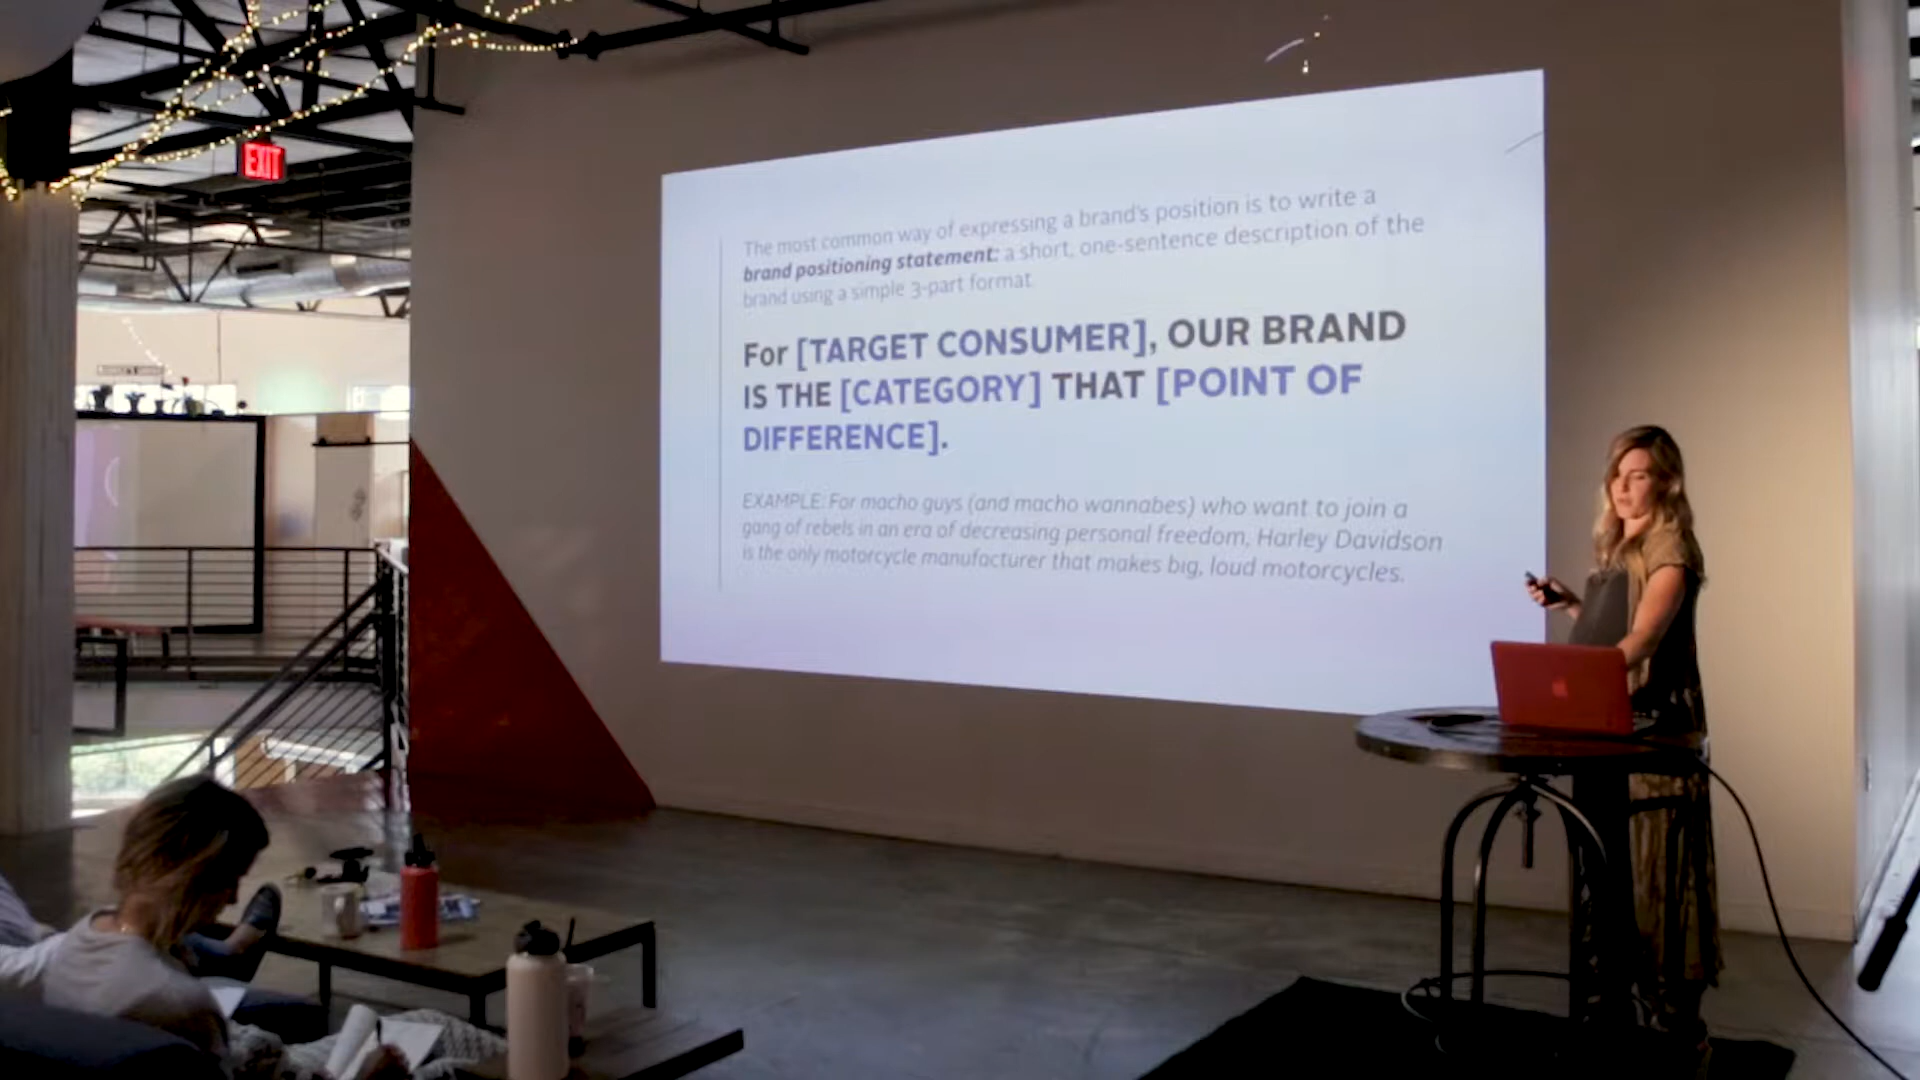 EXIT
The most common way of expressing a brand's position is to write a
brand positioning statement: a short, one-sentence description of the
brand using a simple 3-part format.
For [TARGET CONSUMER], OUR BRAND
IS THE [CATEGORY] THAT [POINT OF
DIFFERENCE].
EXAMPLE: For macho guys (and macho wannabes) who want to join a
gang of rebels in an era of decreasing personal freedom, Harley Davidson
is the only motorcycle manufacturer that makes big, loud motorcycles.